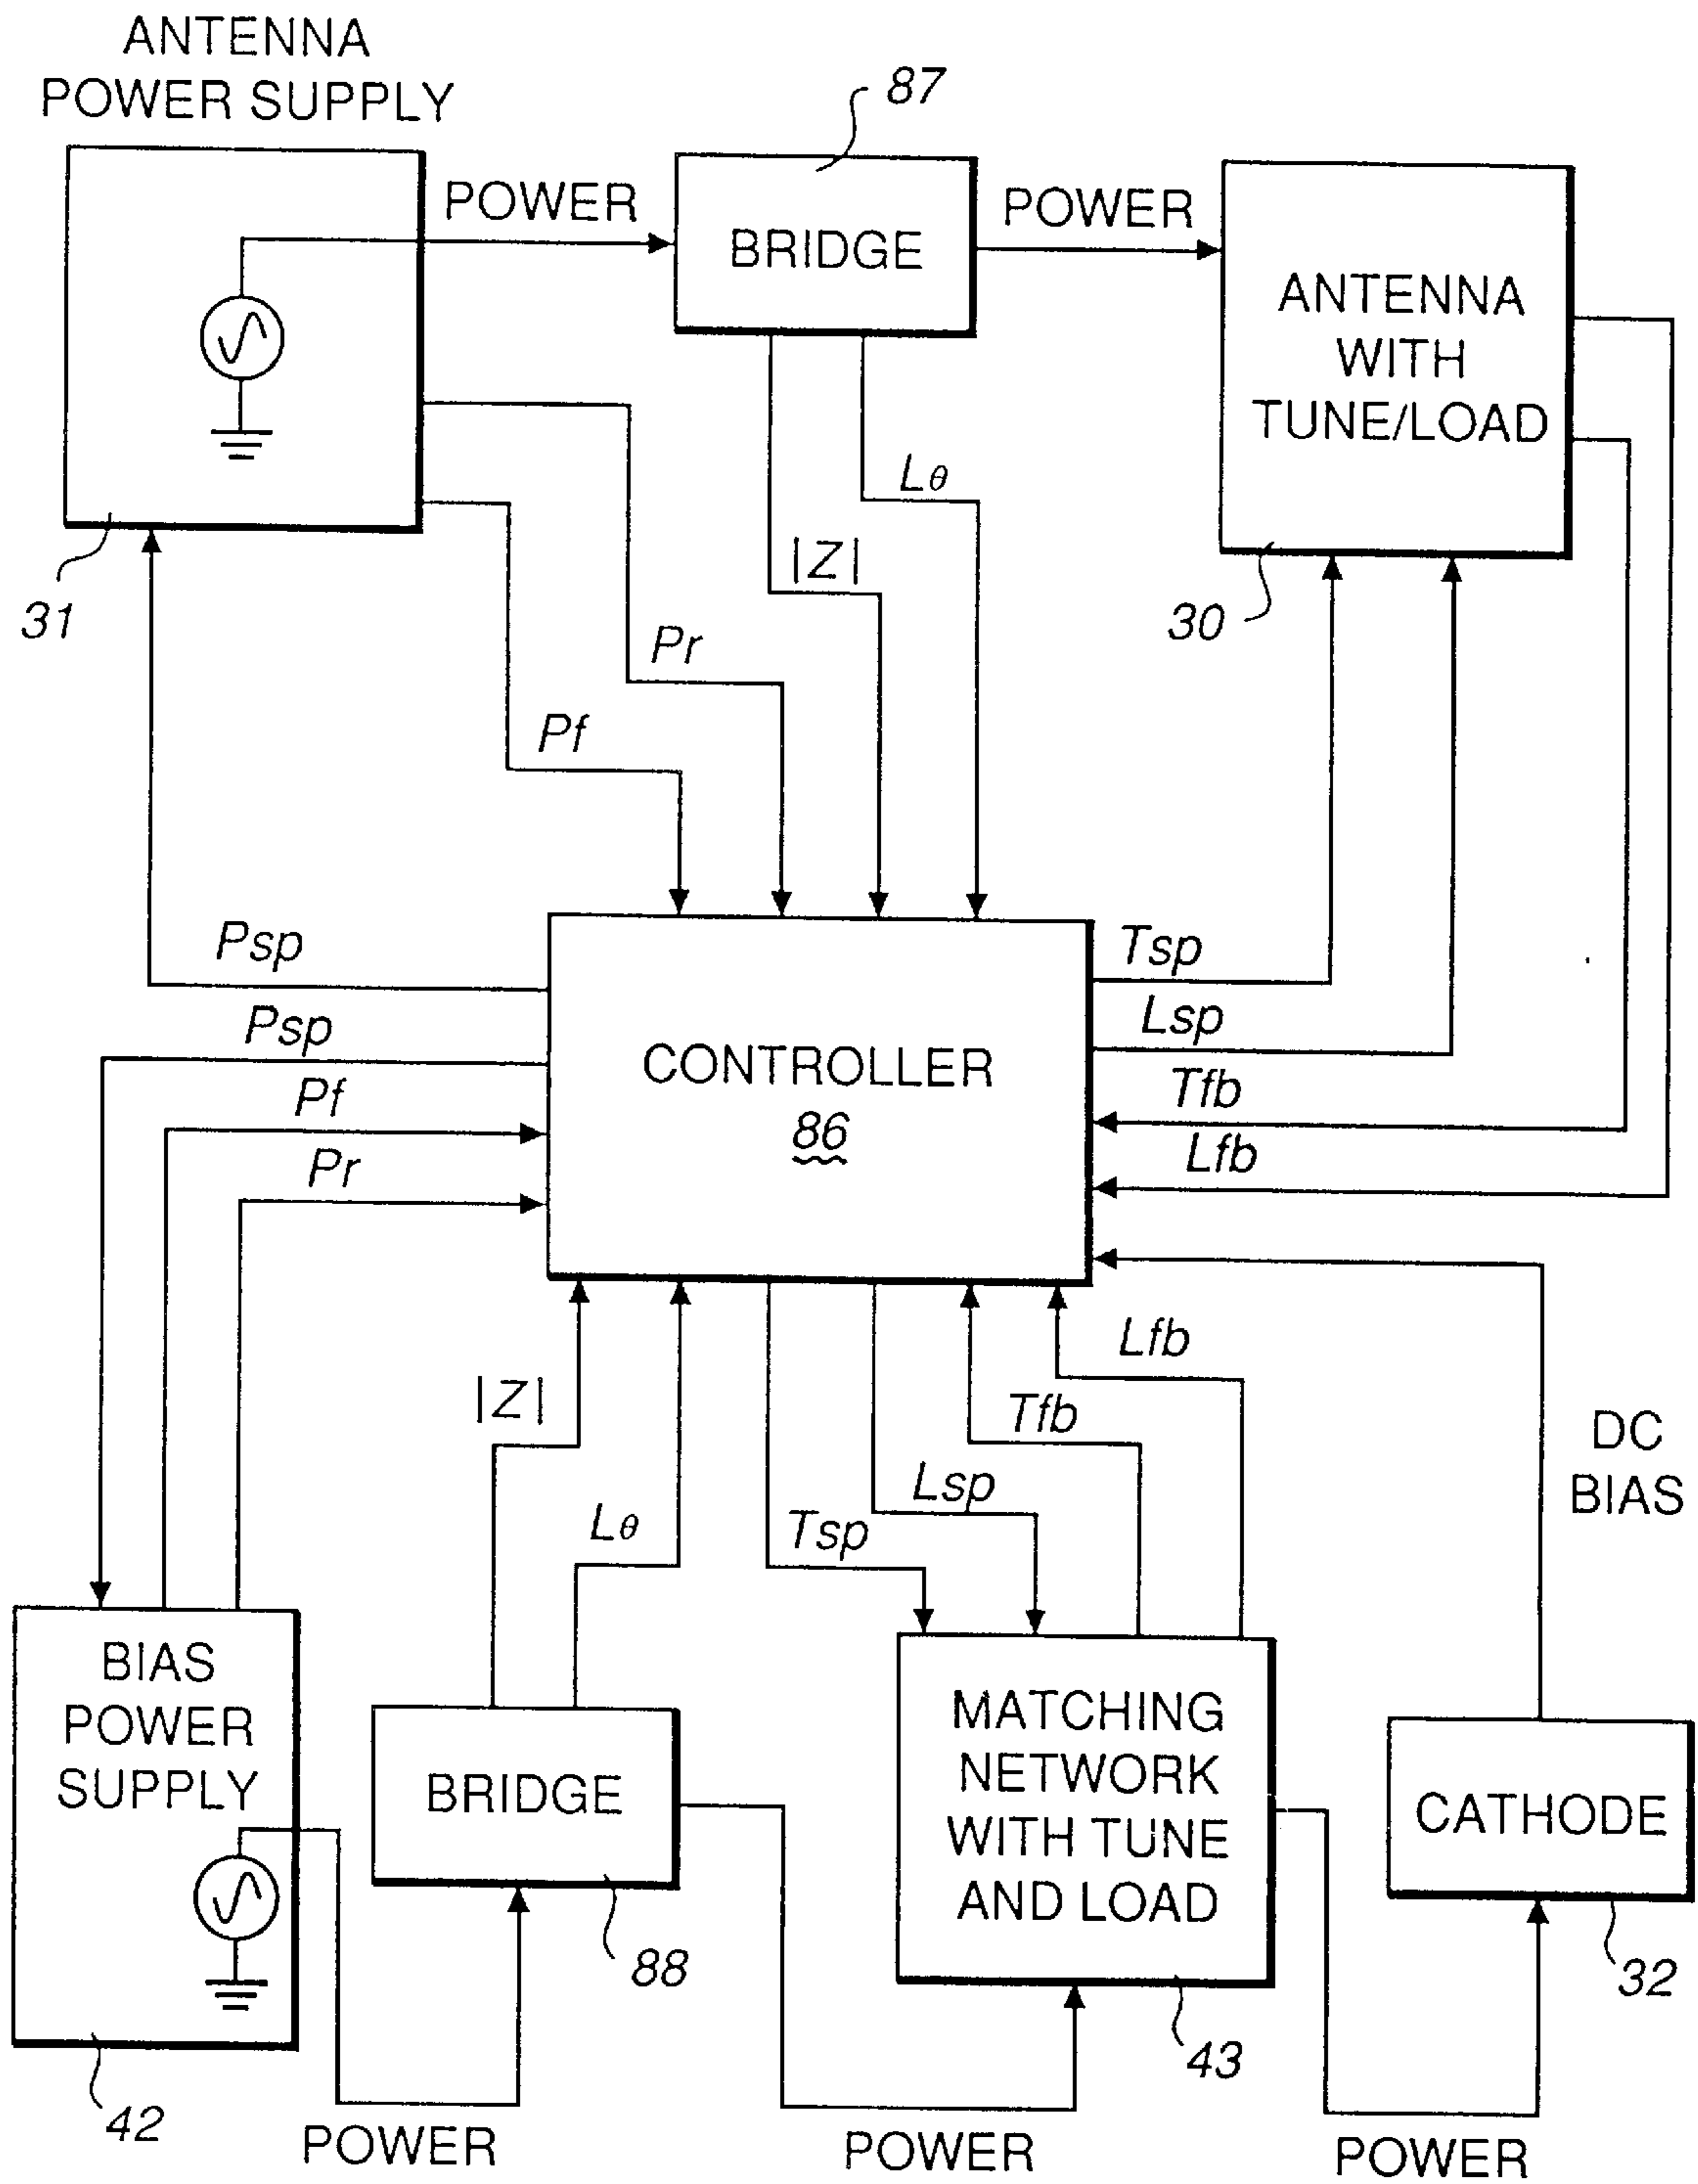 ANTENNA
POWER SUPPLY
87
POWER
BRIDGE
POWER
ANTENNA
WITH
TUNE/LOAD
Lθ
|Z|
31
30
Pr
Pf
Psp
Tsp
Psp
Lsp
CONTROLLER
86
Pf
Tfb
Pr
Lfb
Lfb
|Z|
Tfb
DC
BIAS
Lsp
Lθ
Tsp
BIAS
POWER
SUPPLY
BRIDGE
MATCHING
NETWORK
WITH TUNE
AND LOAD
CATHODE
88
32
43
42
POWER
POWER
POWER